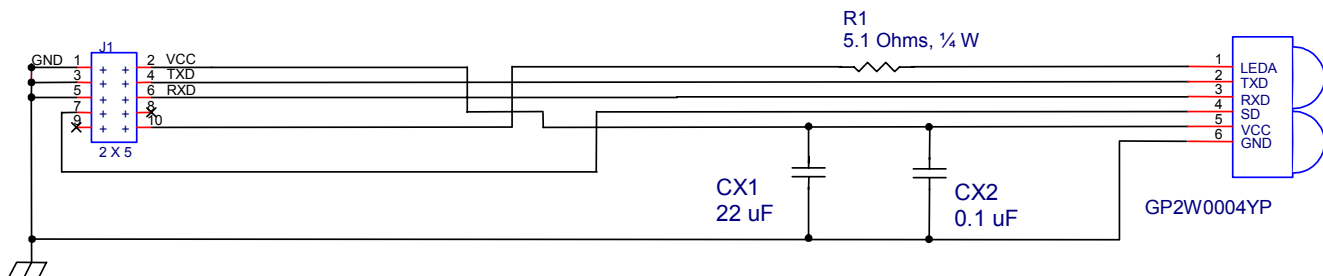 R1
5.1 Ohms, ¼ W
J1
GND 1 2 VCC
3 4 TXD
5 6 RXD
7 8
9 10
2 X 5
1 LEDA
2 TXD
3 RXD
4 SD
5 VCC
6 GND
CX1
22 uF
CX2
0.1 uF
GP2W0004YP